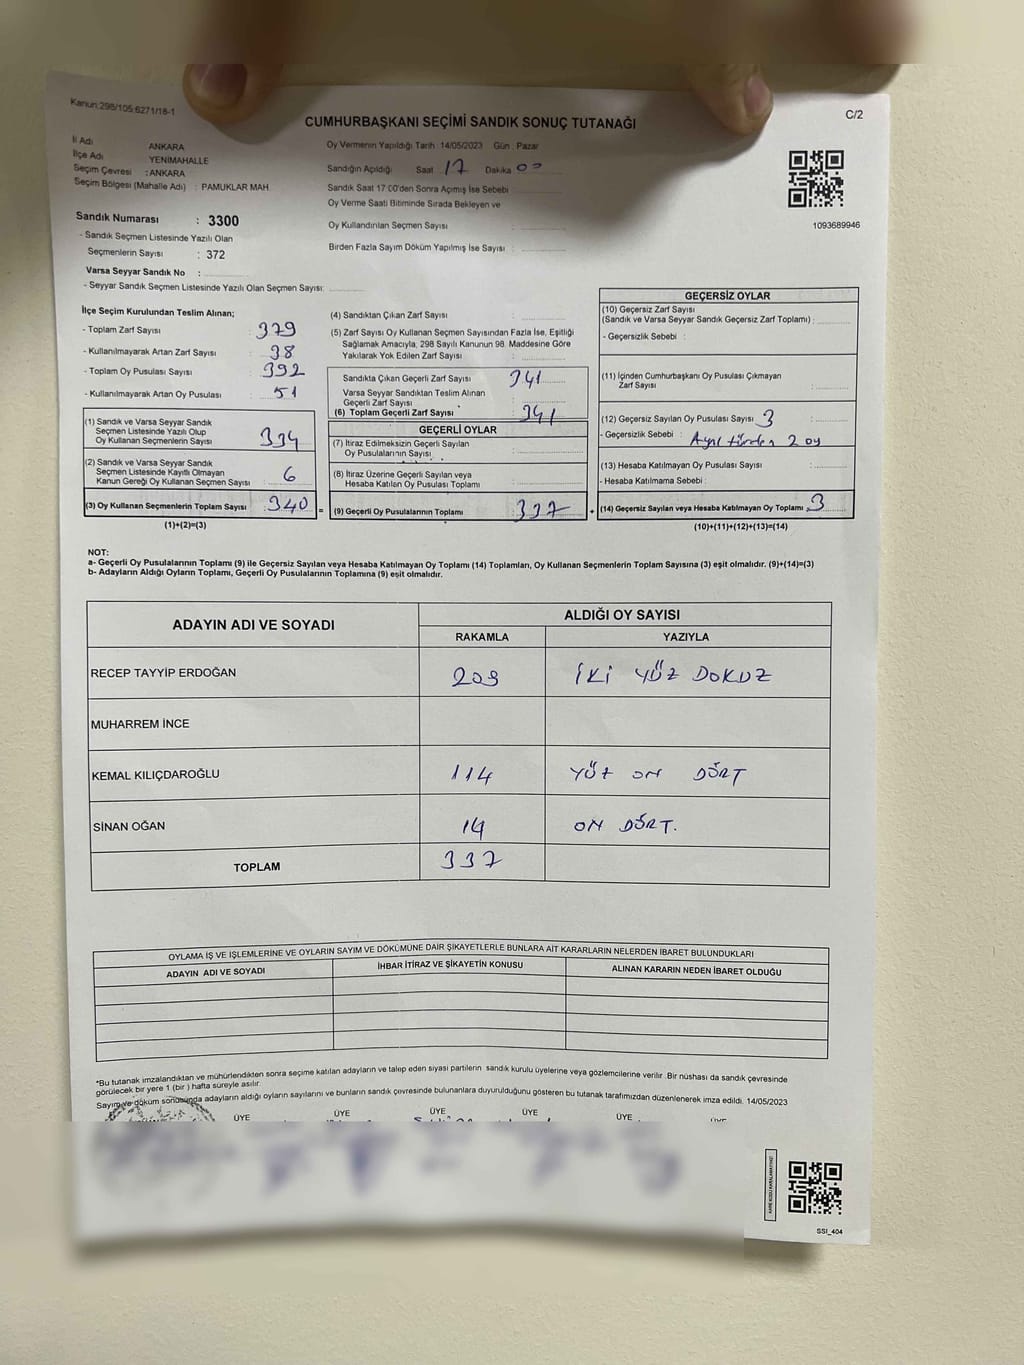 Kanun:298/105,6271/18-1
C/2
CUMHURBAŞKANI SEÇİMİ SANDIK SONUÇ TUTANAĞI
İl Adı ANKARA
İlçe Adı YENİMAHALLE
Seçim Çevresi : ANKARA
Seçim Bölgesi (Mahalle Adı) : PAMUKLAR MAH
Sandık Numarası : 3300
- Sandık Seçmen Listesinde Yazılı Olan
Seçmenlerin Sayısı : 372
Varsa Seyyar Sandık No :
- Seyyar Sandık Seçmen Listesinde Yazılı Olan Seçmen Sayısı:
Oy Vermenin Yapıldığı Tarih : 14/05/2023 Gün : Pazar
Sandığın Açıldığı Saat 17 Dakika 00
Sandık Saat 17:00'den Sonra Açımış İse Sebebi
Oy Verme Saati Bitiminde Sırada Bekleyen ve
Oy Kullandırılan Seçmen Sayısı :
Birden Fazla Sayım Döküm Yapılmış İse Sayısı :
1093689946
İlçe Seçim Kurulundan Teslim Alınan;
- Toplam Zarf Sayısı : 379
- Kullanılmayarak Artan Zarf Sayısı : 38
- Toplam Oy Pusulası Sayısı : 392
- Kullanılmayarak Artan Oy Pusulası : 51
(1) Sandık ve Varsa Seyyar Sandık
Seçmen Listesinde Yazılı Olup
Oy Kullanan Seçmenlerin Sayısı : 334
(2) Sandık ve Varsa Seyyar Sandık
Seçmen Listesinde Kayıtlı Olmayan
Kanun Gereği Oy Kullanan Seçmen Sayısı : 6
(3) Oy Kullanan Seçmenlerin Toplam Sayısı : 340 =
(1)+(2)=(3)
(4) Sandıktan Çıkan Zarf Sayısı :
(5) Zarf Sayısı Oy Kullanan Seçmen Sayısından Fazla İse, Eşitliği
Sağlamak Amacıyla; 298 Sayılı Kanunun 98. Maddesine Göre
Yakılarak Yok Edilen Zarf Sayısı :
Sandıkta Çıkan Geçerli Zarf Sayısı : 341
Varsa Seyyar Sandıktan Teslim Alınan
Geçerli Zarf Sayısı :
(6) Toplam Geçerli Zarf Sayısı : 341
GEÇERLİ OYLAR
(7) İtiraz Edilmeksizin Geçerli Sayılan
Oy Pusulalarının Sayısı :
(8) İtiraz Üzerine Geçerli Sayılan veya
Hesaba Katılan Oy Pusulası Toplamı :
(9) Geçerli Oy Pusulalarının Toplamı : 337 +
GEÇERSİZ OYLAR
(10) Geçersiz Zarf Sayısı
(Sandık ve Varsa Seyyar Sandık Geçersiz Zarf Toplamı) :
- Geçersizlik Sebebi :
(11) İçinden Cumhurbaşkanı Oy Pusulası Çıkmayan
Zarf Sayısı :
(12) Geçersiz Sayılan Oy Pusulası Sayısı : 3
- Geçersizlik Sebebi : Aynı türden 2 oy
(13) Hesaba Katılmayan Oy Pusulası Sayısı :
- Hesaba Katılmama Sebebi :
(14) Geçersiz Sayılan veya Hesaba Katılmayan Oy Toplamı : 3
(10)+(11)+(12)+(13)=(14)
NOT:
a- Geçerli Oy Pusulalarının Toplamı (9) ile Geçersiz Sayılan veya Hesaba Katılmayan Oy Toplamı (14) Toplamları, Oy Kullanan Seçmenlerin Toplam Sayısına (3) eşit olmalıdır. (9)+(14)=(3)
b- Adayların Aldığı Oyların Toplamı, Geçerli Oy Pusulalarının Toplamına (9) eşit olmalıdır.
ADAYIN ADI VE SOYADI ALDIĞI OY SAYISI
RAKAMLA YAZIYLA
RECEP TAYYİP ERDOĞAN 209 İKİ YÜZ DOKUZ
MUHARREM İNCE
KEMAL KILIÇDAROĞLU 114 YÜZ ON DÖRT
SİNAN OĞAN 14 ON DÖRT.
TOPLAM 337
OYLAMA İŞ VE İŞLEMLERİNE VE OYLARIN SAYIM VE DÖKÜMÜNE DAİR ŞİKAYETLERLE BUNLARA AİT KARARLARIN NELERDEN İBARET BULUNDUKLARI
ADAYIN ADI VE SOYADI İHBAR İTİRAZ VE ŞİKAYETİN KONUSU ALINAN KARARIN NEDEN İBARET OLDUĞU
*Bu tutanak imzalandıktan ve mühürlendikten sonra seçime katılan adayların ve talep eden siyasi partilerin sandık kurulu üyelerine veya gözlemcilerine verilir .Bir nüshası da sandık çevresinde
görülecek bir yere 1 (bir ) hafta süreyle asılır.
Sayım ve döküm sonucunda adayların aldığı oyların sayılarını ve bunların sandık çevresinde bulunanlara duyurulduğunu gösteren bu tutanak tarafımızdan düzenlenerek imza edildi. 14/05/2023
ÜYE ÜYE ÜYE ÜYE ÜYE ÜYE
SSI_404